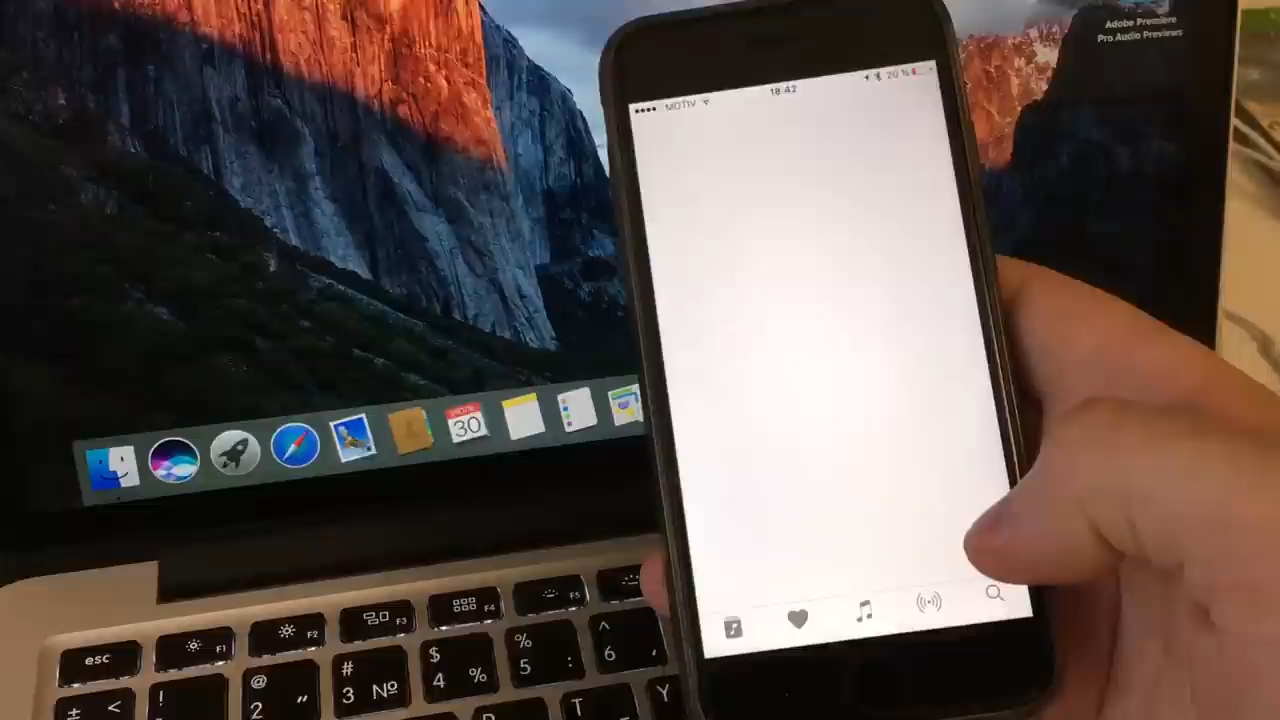 Adobe Premiere
Pro Audio Previews
MOTIV
18:42
20 %
30
esc
F1
F2
F3
F4
F5
!
@
2 "
#
3 №
$
4 %
%
5 :
^
6 ,
± <
T
Y